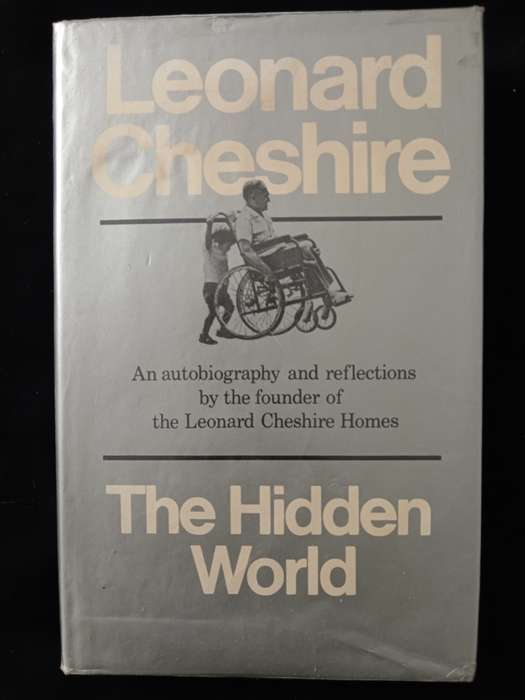 Leonard
Cheshire
An autobiography and reflections
by the founder of
the Leonard Cheshire Homes
The Hidden
World